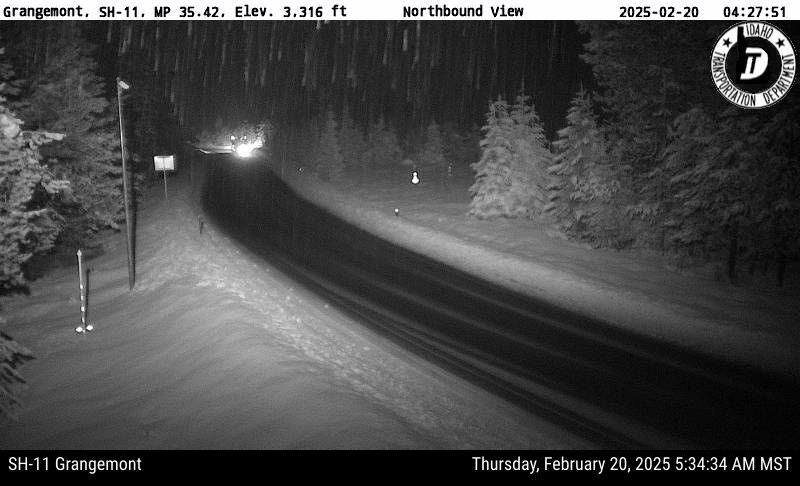 Grangemont, SH-11, MP 35.42, Elev. 3,316 ft Northbound View 2025-02-20 04:27:51
IDAHO
TRANSPORTATION DEPARTMENT
SH-11 Grangemont Thursday, February 20, 2025 5:34:34 AM MST